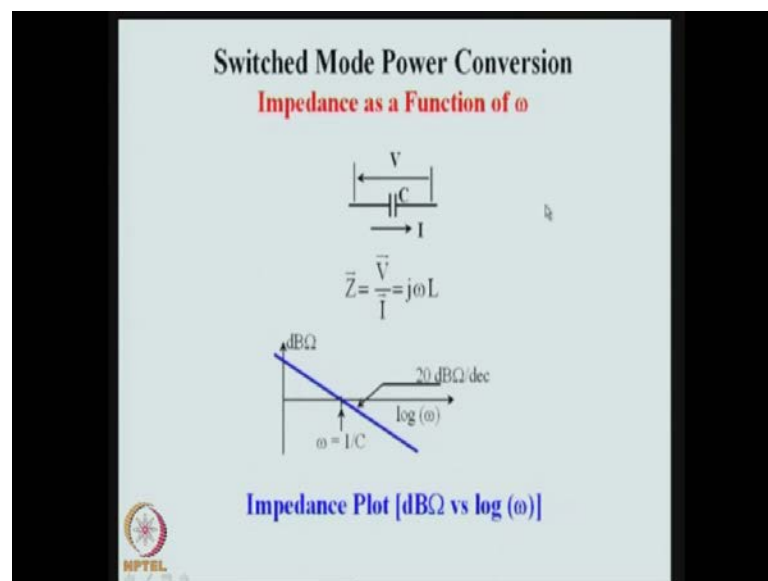 Switched Mode Power Conversion
Impedance as a Function of ω
V
C
I
Z⃗ = V⃗ / I⃗ = jωL
dBΩ
20 dBΩ/dec
log (ω)
ω = 1/C
Impedance Plot [dBΩ vs log (ω)]
NPTEL